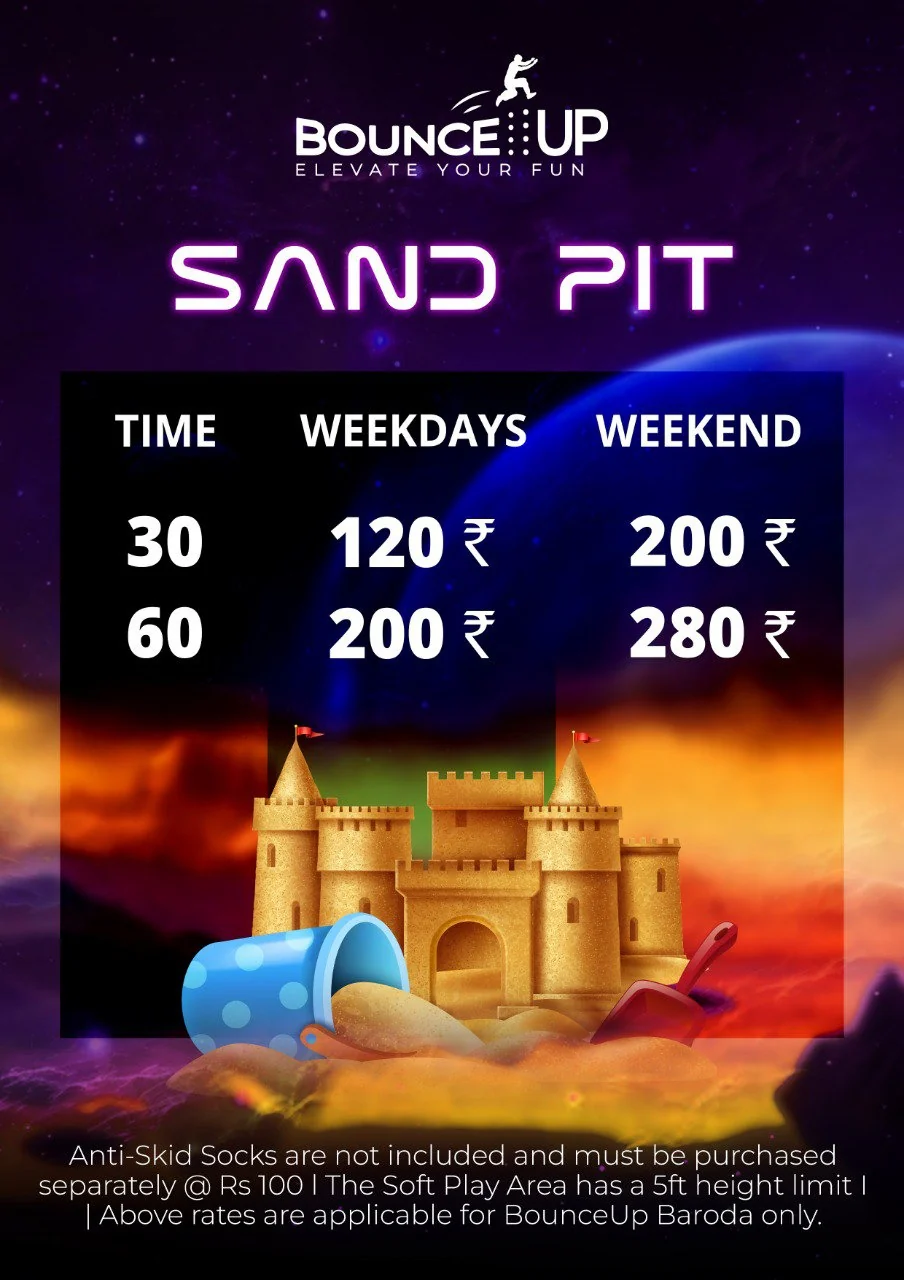 BOUNCE UP
ELEVATE YOUR FUN
SAND PIT
TIME WEEKDAYS WEEKEND
30 120 ₹ 200 ₹
60 200 ₹ 280 ₹
Anti-Skid Socks are not included and must be purchased
separately @ Rs 100 l The Soft Play Area has a 5ft height limit l
| Above rates are applicable for BounceUp Baroda only.